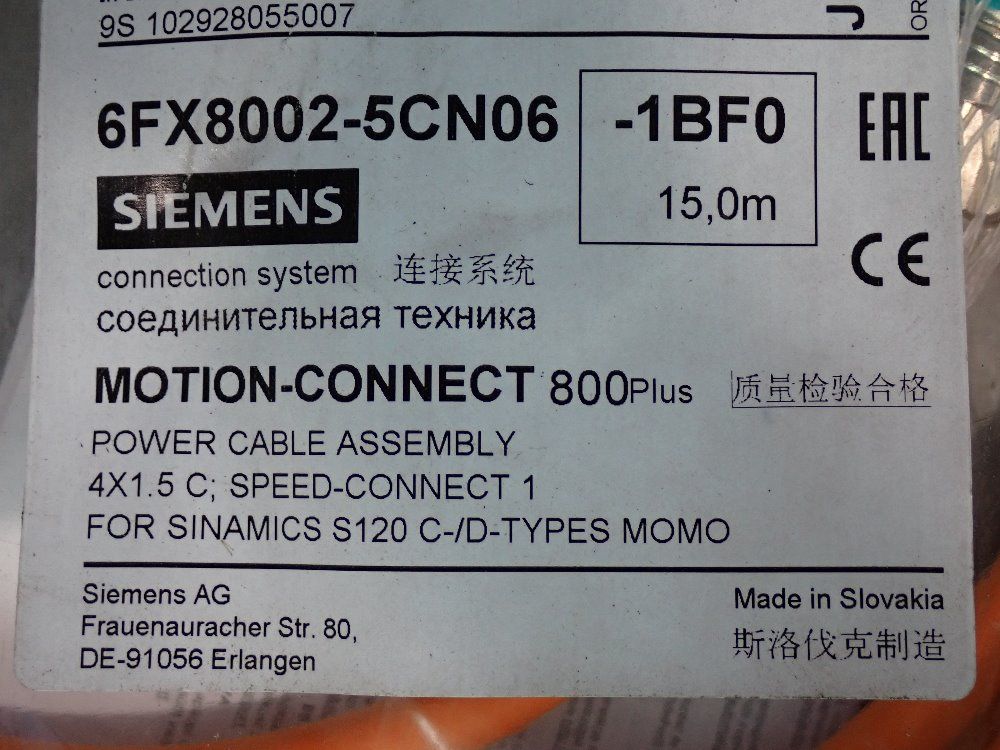 9S 102928055007
6FX8002-5CN06 -1BF0
15,0m
EAC
SIEMENS
CE
connection system 连接系统
соединительная техника
MOTION-CONNECT 800Plus 质量检验合格
POWER CABLE ASSEMBLY
4X1.5 C; SPEED-CONNECT 1
FOR SINAMICS S120 C-/D-TYPES MOMO
Siemens AG
Frauenauracher Str. 80,
DE-91056 Erlangen
Made in Slovakia
斯洛伐克制造